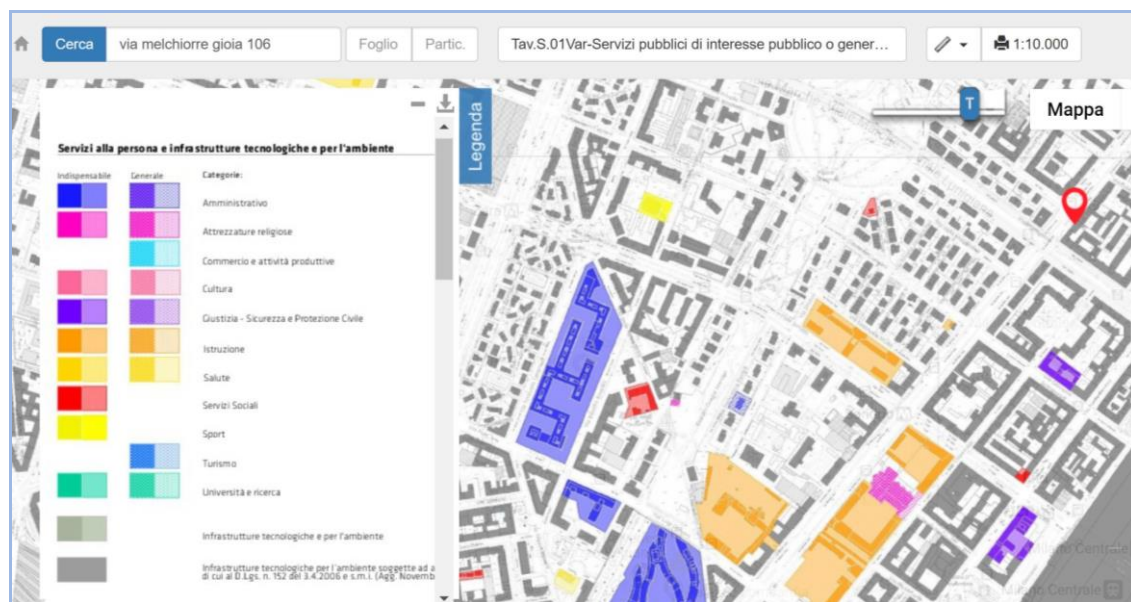 Cerca
via melchiorre gioia 106
Foglio
Partic.
Tav.S.01Var-Servizi pubblici di interesse pubblico o gener...
1:10.000
Legenda
T
Mappa
Servizi alla persona e infrastrutture tecnologiche e per l'ambiente
Indispensabile Generale Categorie:
Amministrativo
Attrezzature religiose
Commercio e attività produttive
Cultura
Giustizia - Sicurezza e Protezione Civile
Istruzione
Salute
Servizi Sociali
Sport
Turismo
Università e ricerca
Infrastrutture tecnologiche e per l'ambiente
Infrastrutture tecnologiche per l'ambiente soggette ad a
di cui al D.Lgs. n. 152 del 3.4.2006 e s.m.i. (Agg. Novemb
Milano Centrale
Milano Centrale